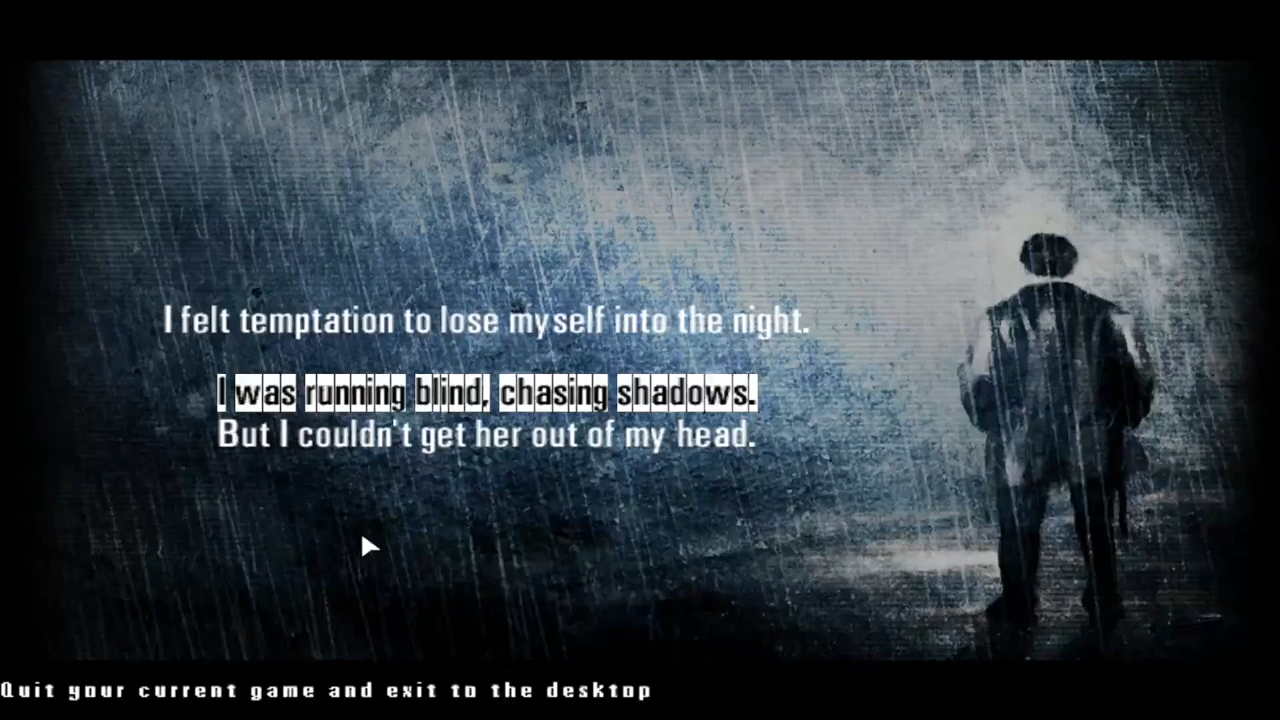 I felt temptation to lose myself into the night.
I was running blind, chasing shadows.
But I couldn't get her out of my head.
Quit your current game and exit to the desktop